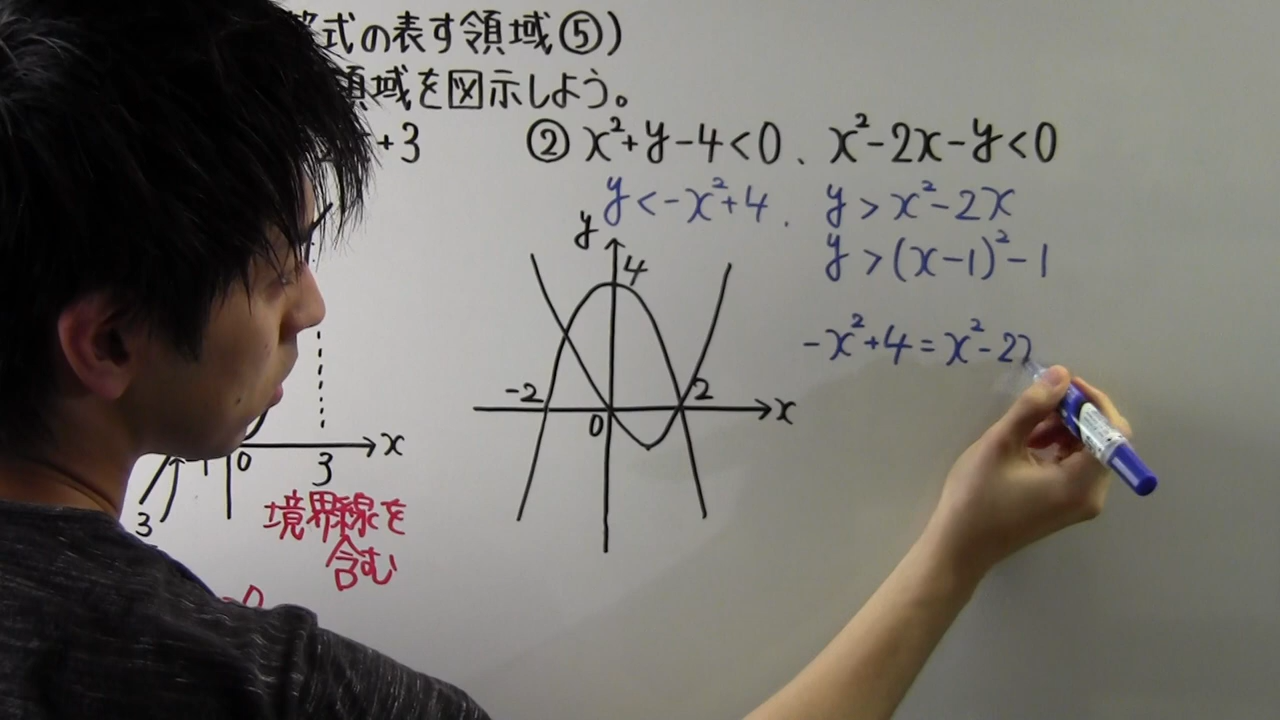 式の表す領域⑤)
領域を図示しよう。
+3
② x²+y-4<0、x²-2x-y<0
y<-x²+4、y>x²-2x
y>(x-1)²-1
-x²+4=x²-2x
y
4
-2
0
2
x
x
0
3
境界線を
含む
3